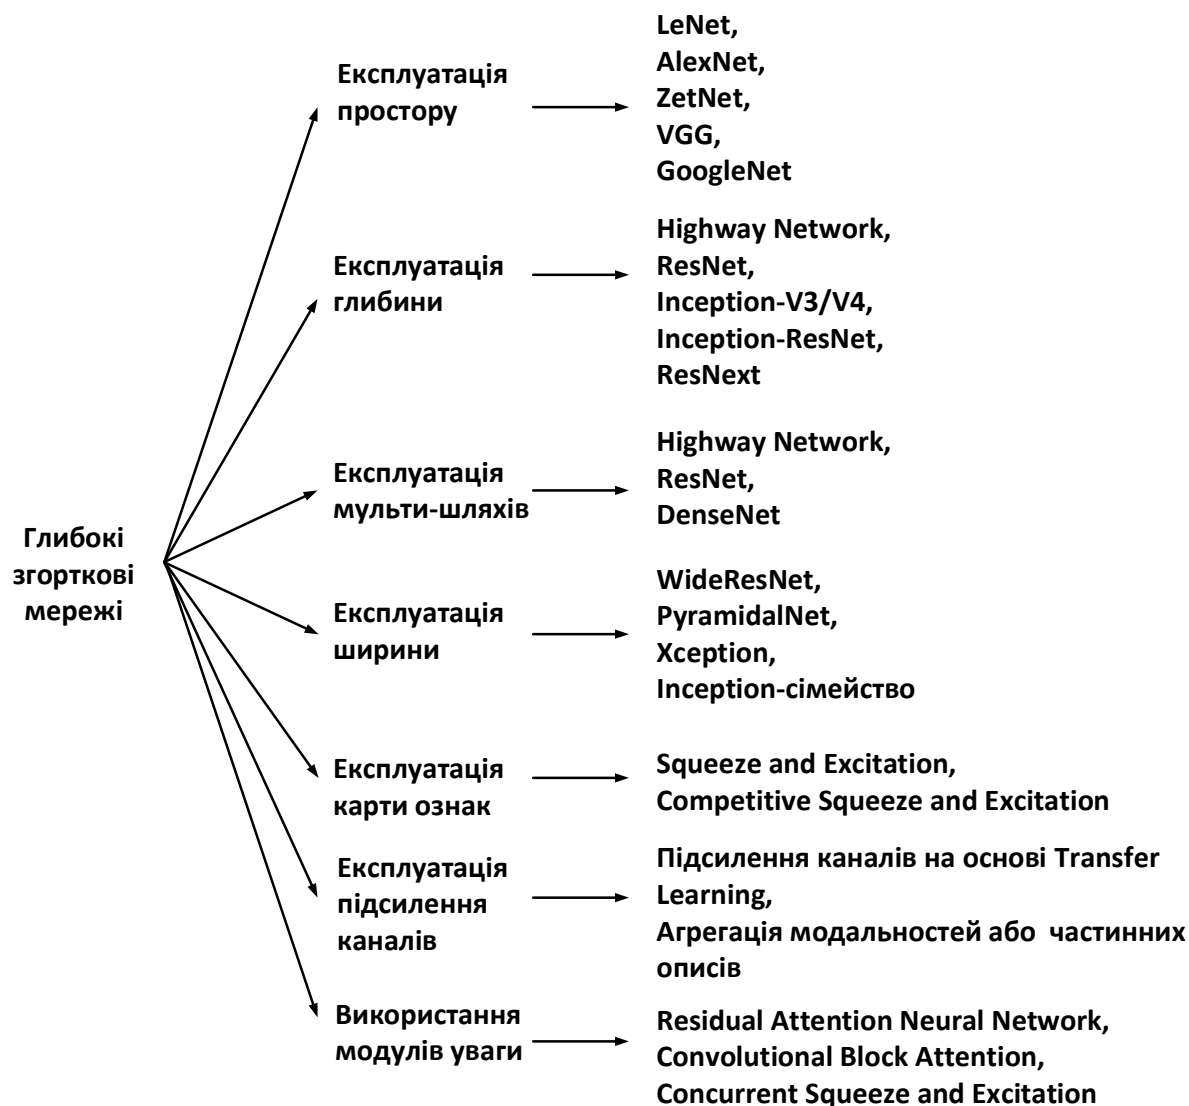 Глибокі
згорткові
мережі
Експлуатація
простору
LeNet,
AlexNet,
ZetNet,
VGG,
GoogleNet
Експлуатація
глибини
Highway Network,
ResNet,
Inception-V3/V4,
Inception-ResNet,
ResNext
Експлуатація
мульти-шляхів
Highway Network,
ResNet,
DenseNet
Експлуатація
ширини
WideResNet,
PyramidalNet,
Xception,
Inception-сімейство
Експлуатація
карти ознак
Squeeze and Excitation,
Competitive Squeeze and Excitation
Експлуатація
підсилення
каналів
Підсилення каналів на основі Transfer
Learning,
Агрегація модальностей або частинних
описів
Використання
модулів уваги
Residual Attention Neural Network,
Convolutional Block Attention,
Concurrent Squeeze and Excitation